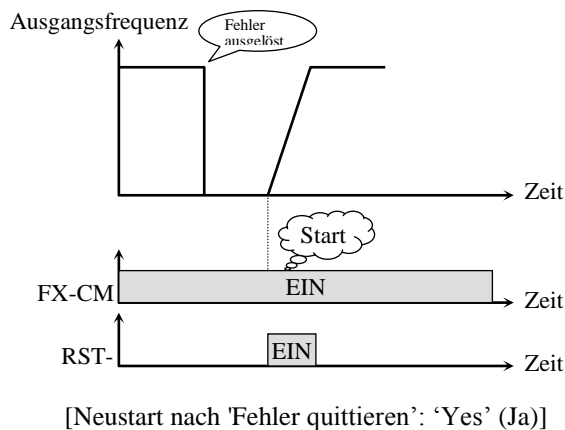 Ausgangsfrequenz
Fehler
ausgelöst
Zeit
Start
FX-CM
EIN
Zeit
RST-
EIN
Zeit
[Neustart nach 'Fehler quittieren’: ‘Yes’ (Ja)]